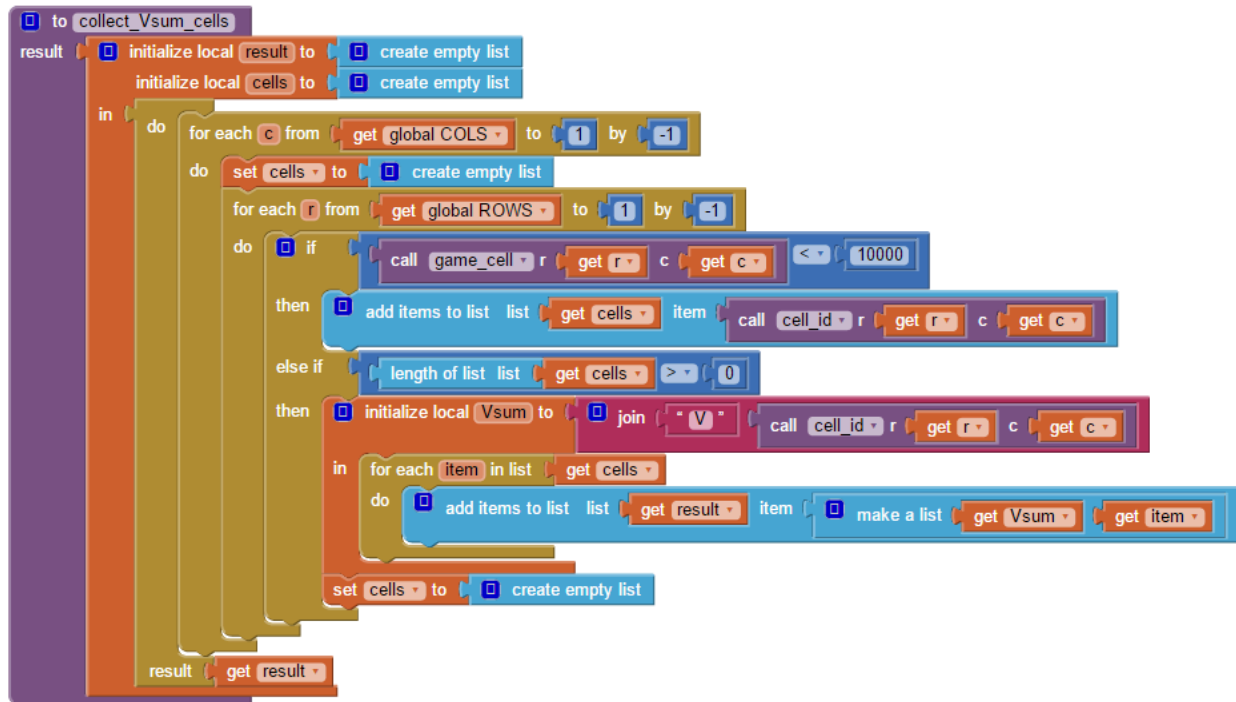 to collect_Vsum_cells
result initialize local result to create empty list
initialize local cells to create empty list
in do for each c from get global COLS to 1 by -1
do set cells to create empty list
for each r from get global ROWS to 1 by -1
do if call game_cell r get r c get c < 10000
then add items to list list get cells item call cell_id r get r c get c
else if length of list list get cells > 0
then initialize local Vsum to join " V " call cell_id r get r c get c
in for each item in list get cells
do add items to list list get result item make a list get Vsum get item
set cells to create empty list
result get result